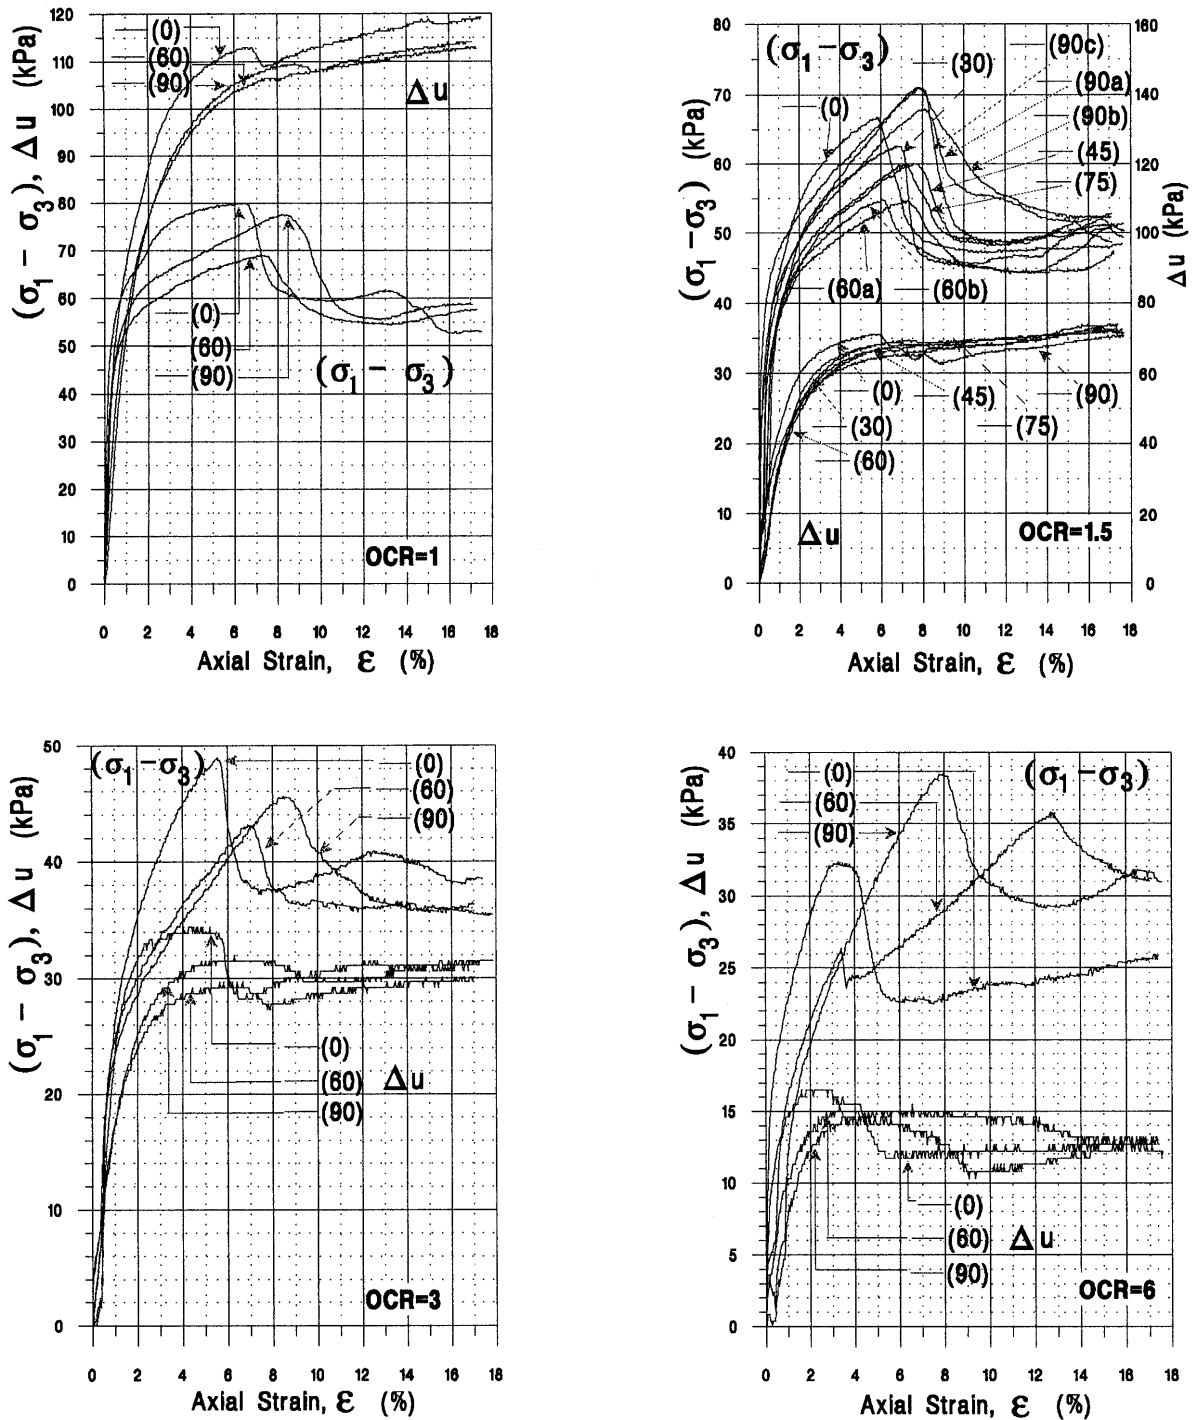 120
110
100
90
80
70
60
50
40
30
20
10
0
(σ₁ − σ₃), Δu (kPa)
(0)
(60)
(90)
Δu
(0)
(60)
(90)
(σ₁ − σ₃)
OCR=1
0 2 4 6 8 10 12 14 16 18
Axial Strain, ε (%)
80
70
60
50
40
30
20
10
0
(σ₁ −σ₃) (kPa)
(σ₁ −σ₃)
(0)
(30)
(90c)
(90a)
(90b)
(45)
(75)
(60a)
(60b)
(0)
(45)
(90)
(30)
(75)
(60)
Δu
OCR=1.5
160
140
120
100
80
60
40
20
0
Δu (kPa)
0 2 4 6 8 10 12 14 16 18
Axial Strain, ε (%)
50
40
30
20
10
0
(σ₁ − σ₃), Δu (kPa)
(σ₁ −σ₃)
(0)
(60)
(90)
(0)
(60) Δu
(90)
OCR=3
0 2 4 6 8 10 12 14 16 18
Axial Strain, ε (%)
40
35
30
25
20
15
10
5
0
(σ₁ − σ₃), Δu (kPa)
(0) (σ₁ −σ₃)
(60)
(90)
(0)
(60) Δu
(90)
OCR=6
0 2 4 6 8 10 12 14 16 18
Axial Strain, ε (%)